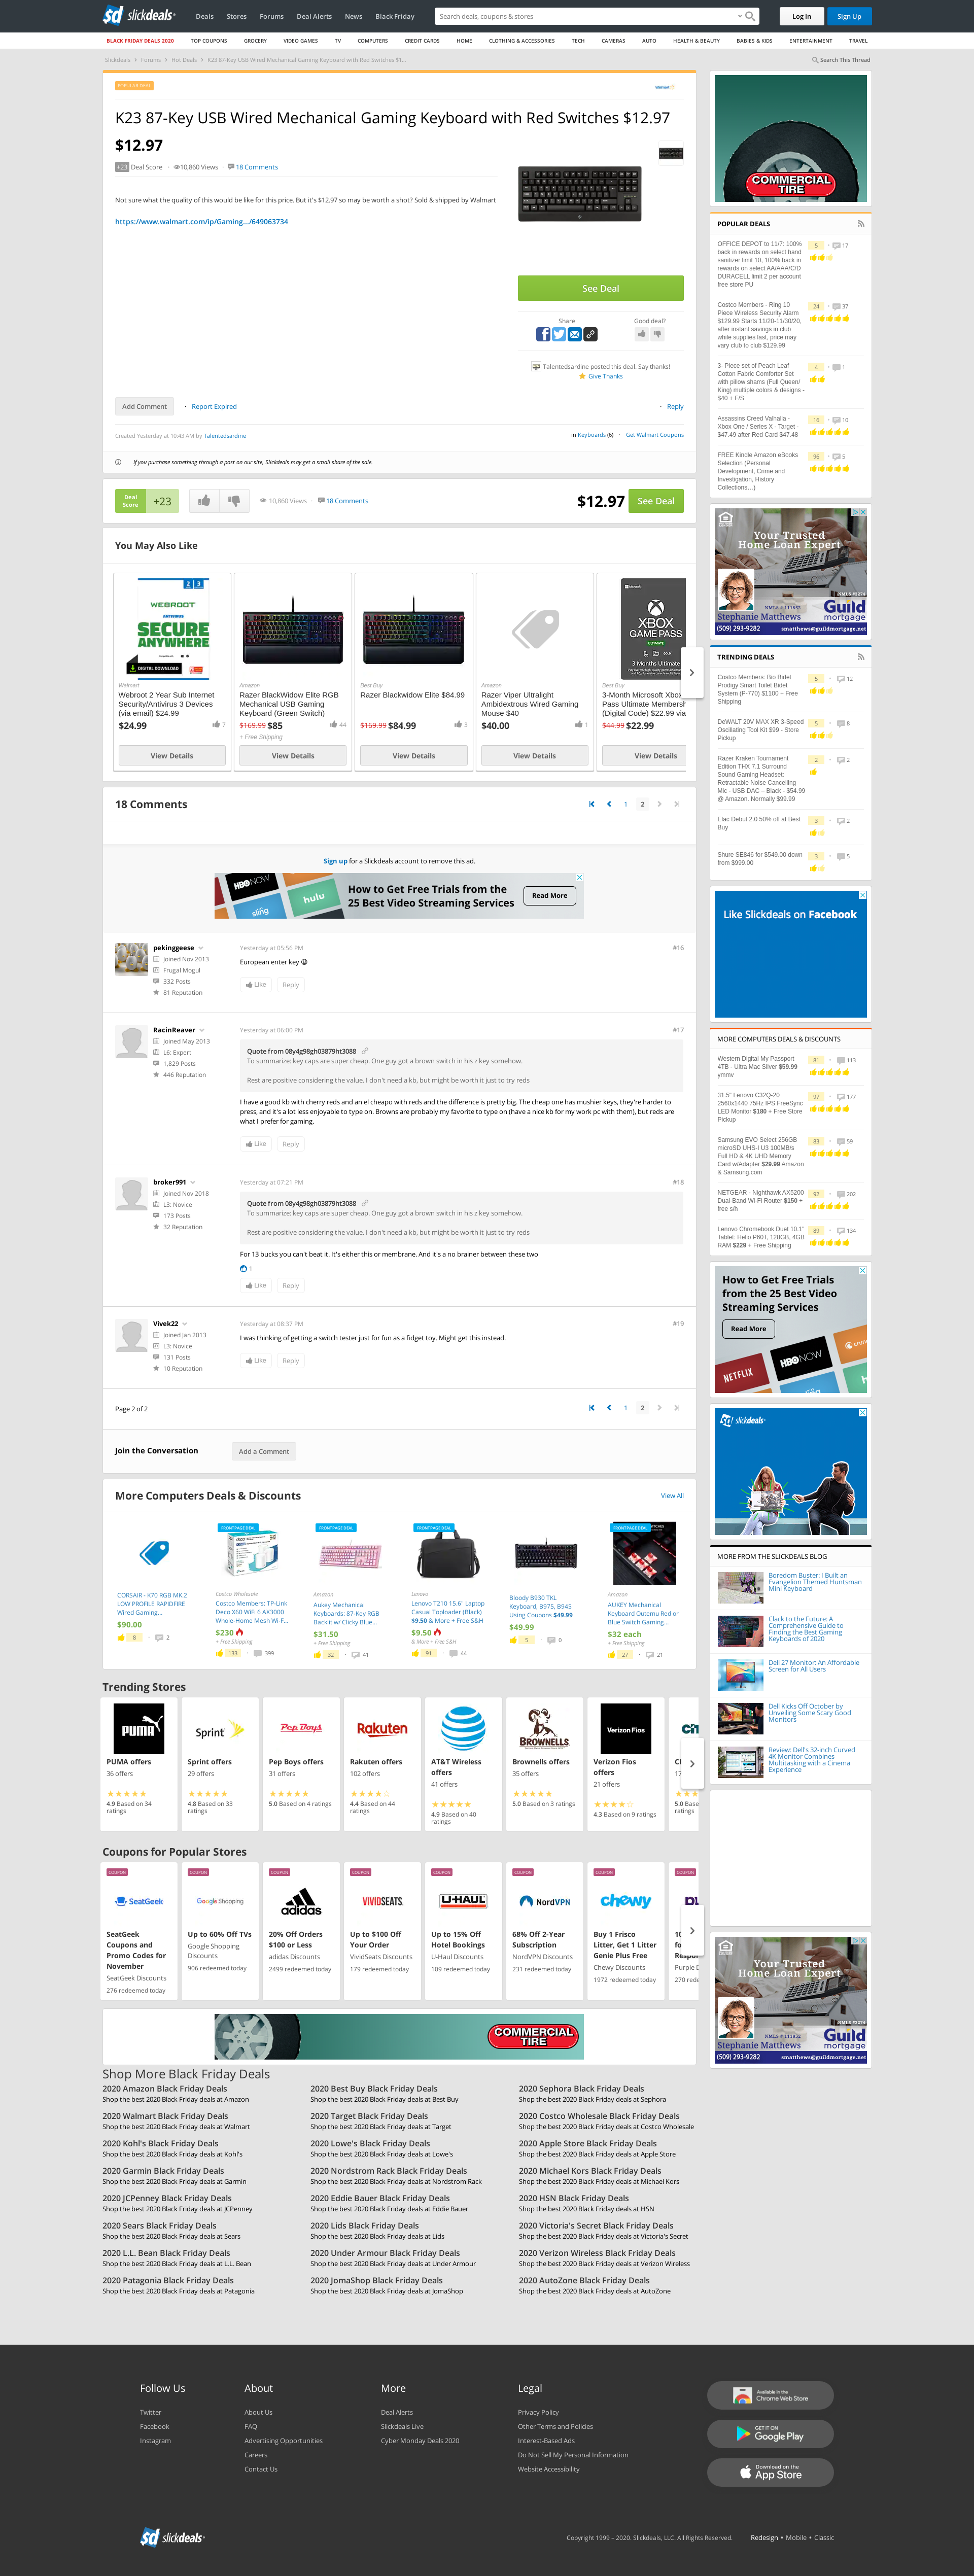 sd slickdeals
Deals Stores Forums Deal Alerts News Black Friday
Search deals, coupons & stores
Log In
Sign Up
BLACK FRIDAY DEALS 2020 TOP COUPONS GROCERY VIDEO GAMES TV COMPUTERS CREDIT CARDS HOME CLOTHING & ACCESSORIES TECH CAMERAS AUTO HEALTH & BEAUTY BABIES & KIDS ENTERTAINMENT TRAVEL
Slickdeals › Forums › Hot Deals › K23 87-Key USB Wired Mechanical Gaming Keyboard with Red Switches $1...
Search This Thread
POPULAR DEAL
Walmart
K23 87-Key USB Wired Mechanical Gaming Keyboard with Red Switches $12.97
$12.97
+23 Deal Score · 10,860 Views · 18 Comments
Not sure what the quality of this would be like for this price. But it's $12.97 so may be worth a shot? Sold & shipped by Walmart
https://www.walmart.com/ip/Gaming.../649063734
See Deal
Share
Good deal?
Talentedsardine posted this deal. Say thanks!
Give Thanks
Add Comment · Report Expired
· Reply
Created Yesterday at 10:43 AM by Talentedsardine
in Keyboards (6) · Get Walmart Coupons
If you purchase something through a post on our site, Slickdeals may get a small share of the sale.
Deal Score +23
10,860 Views · 18 Comments
$12.97 See Deal
You May Also Like
2 3
WEBROOT
ANTIVIRUS
SECURE
ANYWHERE
DIGITAL DOWNLOAD
Walmart
Webroot 2 Year Sub Internet
Security/Antivirus 3 Devices
(via email) $24.99
$24.99
7
View Details
Amazon
Razer BlackWidow Elite RGB
Mechanical USB Gaming
Keyboard (Green Switch)
$169.99 $85
44
+ Free Shipping
View Details
Best Buy
Razer Blackwidow Elite $84.99
$169.99 $84.99
3
View Details
Amazon
Razer Viper Ultralight
Ambidextrous Wired Gaming
Mouse $40
$40.00
1
View Details
XBOX
GAME PASS
ULTIMATE
3 Months Ultimate
Best Buy
3-Month Microsoft Xbox
Pass Ultimate Membersh
(Digital Code) $22.99 via
$44.99 $22.99
View Details
18 Comments
1 2
Sign up for a Slickdeals account to remove this ad.
HBO NOW
hulu
sling
How to Get Free Trials from the
25 Best Video Streaming Services
Read More
pekinggeese
Joined Nov 2013
Frugal Mogul
332 Posts
81 Reputation
Yesterday at 05:56 PM
#16
European enter key
Like Reply
RacinReaver
Joined May 2013
L6: Expert
1,829 Posts
446 Reputation
Yesterday at 06:00 PM
#17
Quote from 08y4g98gh03879ht3088
To summarize: key caps are super cheap. One guy got a brown switch in his z key somehow.
Rest are positive considering the value. I don't need a kb, but might be worth it just to try reds
I have a good kb with cherry reds and an el cheapo with reds and the difference is pretty big. The cheap one has mushier keys, they're harder to
press, and it's a lot less enjoyable to type on. Browns are probably my favorite to type on (have a nice kb for my work pc with them), but reds are
what I prefer for gaming.
Like Reply
broker991
Joined Nov 2018
L3: Novice
173 Posts
32 Reputation
Yesterday at 07:21 PM
#18
Quote from 08y4g98gh03879ht3088
To summarize: key caps are super cheap. One guy got a brown switch in his z key somehow.
Rest are positive considering the value. I don't need a kb, but might be worth it just to try reds
For 13 bucks you can't beat it. It's either this or membrane. And it's a no brainer between these two
1
Like Reply
Vivek22
Joined Jan 2013
L3: Novice
131 Posts
10 Reputation
Yesterday at 08:37 PM
#19
I was thinking of getting a switch tester just for fun as a fidget toy. Might get this instead.
Like Reply
Page 2 of 2
1 2
Join the Conversation
Add a Comment
More Computers Deals & Discounts
View All
CORSAIR - K70 RGB MK.2
LOW PROFILE RAPIDFIRE
Wired Gaming...
$90.00
8 · 2
FRONTPAGE DEAL
Costco Wholesale
Costco Members: TP-Link
Deco X60 WiFi 6 AX3000
Whole-Home Mesh Wi-F...
$230
+ Free Shipping
133 · 399
FRONTPAGE DEAL
Amazon
Aukey Mechanical
Keyboards: 87-Key RGB
Backlit w/ Clicky Blue...
$31.50
+ Free Shipping
32 · 41
FRONTPAGE DEAL
Lenovo
Lenovo T210 15.6" Laptop
Casual Toploader (Black)
$9.50 & More + Free S&H
$9.50
& More + Free S&H
91 · 44
Bloody B930 TKL
Keyboard, B975, B945
Using Coupons $49.99
$49.99
5 · 0
FRONTPAGE DEAL
Amazon
AUKEY Mechanical
Keyboard Outemu Red or
Blue Switch Gaming...
$32 each
+ Free Shipping
27 · 21
Trending Stores
PUMA
PUMA offers
36 offers
4.9 Based on 34
ratings
Sprint
Sprint offers
29 offers
4.8 Based on 33
ratings
Pep Boys
Pep Boys offers
31 offers
5.0 Based on 4 ratings
Rakuten
Rakuten offers
102 offers
4.4 Based on 44
ratings
AT&T Wireless
offers
41 offers
4.9 Based on 40
ratings
BROWNELLS
Brownells offers
35 offers
5.0 Based on 3 ratings
Verizon Fios
Verizon Fios
offers
21 offers
4.3 Based on 9 ratings
5.0 Base
ratings
Coupons for Popular Stores
COUPON
SeatGeek
SeatGeek
Coupons and
Promo Codes for
November
SeatGeek Discounts
276 redeemed today
COUPON
Google Shopping
Up to 60% Off TVs
Google Shopping
Discounts
906 redeemed today
COUPON
adidas
20% Off Orders
$100 or Less
adidas Discounts
2499 redeemed today
COUPON
VIVIDSEATS.
Up to $100 Off
Your Order
VividSeats Discounts
179 redeemed today
COUPON
U-HAUL
Up to 15% Off
Hotel Bookings
U-Haul Discounts
109 redeemed today
COUPON
NordVPN
68% Off 2-Year
Subscription
NordVPN Discounts
231 redeemed today
COUPON
chewy
Buy 1 Frisco
Litter, Get 1 Litter
Genie Plus Free
Chewy Discounts
1972 redeemed today
COUPON
Purple D
270 rede
COMMERCIAL
TIRE
Shop More Black Friday Deals
2020 Amazon Black Friday Deals
Shop the best 2020 Black Friday deals at Amazon
2020 Best Buy Black Friday Deals
Shop the best 2020 Black Friday deals at Best Buy
2020 Sephora Black Friday Deals
Shop the best 2020 Black Friday deals at Sephora
2020 Walmart Black Friday Deals
Shop the best 2020 Black Friday deals at Walmart
2020 Target Black Friday Deals
Shop the best 2020 Black Friday deals at Target
2020 Costco Wholesale Black Friday Deals
Shop the best 2020 Black Friday deals at Costco Wholesale
2020 Kohl's Black Friday Deals
Shop the best 2020 Black Friday deals at Kohl's
2020 Lowe's Black Friday Deals
Shop the best 2020 Black Friday deals at Lowe's
2020 Apple Store Black Friday Deals
Shop the best 2020 Black Friday deals at Apple Store
2020 Garmin Black Friday Deals
Shop the best 2020 Black Friday deals at Garmin
2020 Nordstrom Rack Black Friday Deals
Shop the best 2020 Black Friday deals at Nordstrom Rack
2020 Michael Kors Black Friday Deals
Shop the best 2020 Black Friday deals at Michael Kors
2020 JCPenney Black Friday Deals
Shop the best 2020 Black Friday deals at JCPenney
2020 Eddie Bauer Black Friday Deals
Shop the best 2020 Black Friday deals at Eddie Bauer
2020 HSN Black Friday Deals
Shop the best 2020 Black Friday deals at HSN
2020 Sears Black Friday Deals
Shop the best 2020 Black Friday deals at Sears
2020 Lids Black Friday Deals
Shop the best 2020 Black Friday deals at Lids
2020 Victoria's Secret Black Friday Deals
Shop the best 2020 Black Friday deals at Victoria's Secret
2020 L.L. Bean Black Friday Deals
Shop the best 2020 Black Friday deals at L.L. Bean
2020 Under Armour Black Friday Deals
Shop the best 2020 Black Friday deals at Under Armour
2020 Verizon Wireless Black Friday Deals
Shop the best 2020 Black Friday deals at Verizon Wireless
2020 Patagonia Black Friday Deals
Shop the best 2020 Black Friday deals at Patagonia
2020 JomaShop Black Friday Deals
Shop the best 2020 Black Friday deals at JomaShop
2020 AutoZone Black Friday Deals
Shop the best 2020 Black Friday deals at AutoZone
COMMERCIAL
TIRE
POPULAR DEALS
OFFICE DEPOT to 11/7: 100%
back in rewards on select hand
sanitizer limit 10, 100% back in
rewards on select AA/AAA/C/D
DURACELL limit 2 per account
free store PU
5 · 17
Costco Members - Ring 10
Piece Wireless Security Alarm
$129.99 Starts 11/20-11/30/20,
after instant savings in club
while supplies last, price may
vary club to club $129.99
24 · 37
3- Piece set of Peach Leaf
Cotton Fabric Comforter Set
with pillow shams (Full Queen/
King) multiple colors & designs -
$40 + F/S
4 · 1
Assassins Creed Valhalla -
Xbox One / Series X - Target -
$47.49 after Red Card $47.48
16 · 10
FREE Kindle Amazon eBooks
Selection (Personal
Development, Crime and
Investigation, History
Collections…)
96 · 5
Your Trusted
Home Loan Expert
NMLS #3274
NMLS # 111852
Stephanie Matthews
Guild
mortgage
(509) 293-9282
smatthews@guildmortgage.net
TRENDING DEALS
Costco Members: Bio Bidet
Prodigy Smart Toilet Bidet
System (P-770) $1100 + Free
Shipping
5 · 12
DeWALT 20V MAX XR 3-Speed
Oscillating Tool Kit $99 - Store
Pickup
5 · 8
Razer Kraken Tournament
Edition THX 7.1 Surround
Sound Gaming Headset:
Retractable Noise Cancelling
Mic - USB DAC – Black - $54.99
@ Amazon. Normally $99.99
2 · 2
Elac Debut 2.0 50% off at Best
Buy
3 · 2
Shure SE846 for $549.00 down
from $999.00
3 · 5
Like Slickdeals on Facebook
MORE COMPUTERS DEALS & DISCOUNTS
Western Digital My Passport
4TB - Ultra Mac Silver $59.99
ymmv
81 · 113
31.5" Lenovo C32Q-20
2560x1440 75Hz IPS FreeSync
LED Monitor $180 + Free Store
Pickup
97 · 177
Samsung EVO Select 256GB
microSD UHS-I U3 100MB/s
Full HD & 4K UHD Memory
Card w/Adapter $29.99 Amazon
& Samsung.com
83 · 59
NETGEAR - Nighthawk AX5200
Dual-Band Wi-Fi Router $150 +
free s/h
92 · 202
Lenovo Chromebook Duet 10.1"
Tablet: Helio P60T, 128GB, 4GB
RAM $229 + Free Shipping
89 · 134
How to Get Free Trials
from the 25 Best Video
Streaming Services
Read More
NETFLIX
HBO NOW
hulu
sling
sd slickdeals
MORE FROM THE SLICKDEALS BLOG
Boredom Buster: I Built an
Evangelion Themed Huntsman
Mini Keyboard
Clack to the Future: A
Comprehensive Guide to
Finding the Best Gaming
Keyboards of 2020
Dell 27 Monitor: An Affordable
Screen for All Users
Dell Kicks Off October by
Unveiling Some Scary Good
Monitors
Review: Dell's 32-inch Curved
4K Monitor Combines
Multitasking with a Cinema
Experience
Your Trusted
Home Loan Expert
NMLS #3274
NMLS # 111852
Stephanie Matthews
Guild
mortgage
(509) 293-9282
smatthews@guildmortgage.net
Follow Us
Twitter
Facebook
Instagram
About
About Us
FAQ
Advertising Opportunities
Careers
Contact Us
More
Deal Alerts
Slickdeals Live
Cyber Monday Deals 2020
Legal
Privacy Policy
Other Terms and Policies
Interest-Based Ads
Do Not Sell My Personal Information
Website Accessibility
Available in the
Chrome Web Store
GET IT ON
Google Play
Download on the
App Store
sd slickdeals
Copyright 1999 – 2020. Slickdeals, LLC. All Rights Reserved.
Redesign • Mobile • Classic